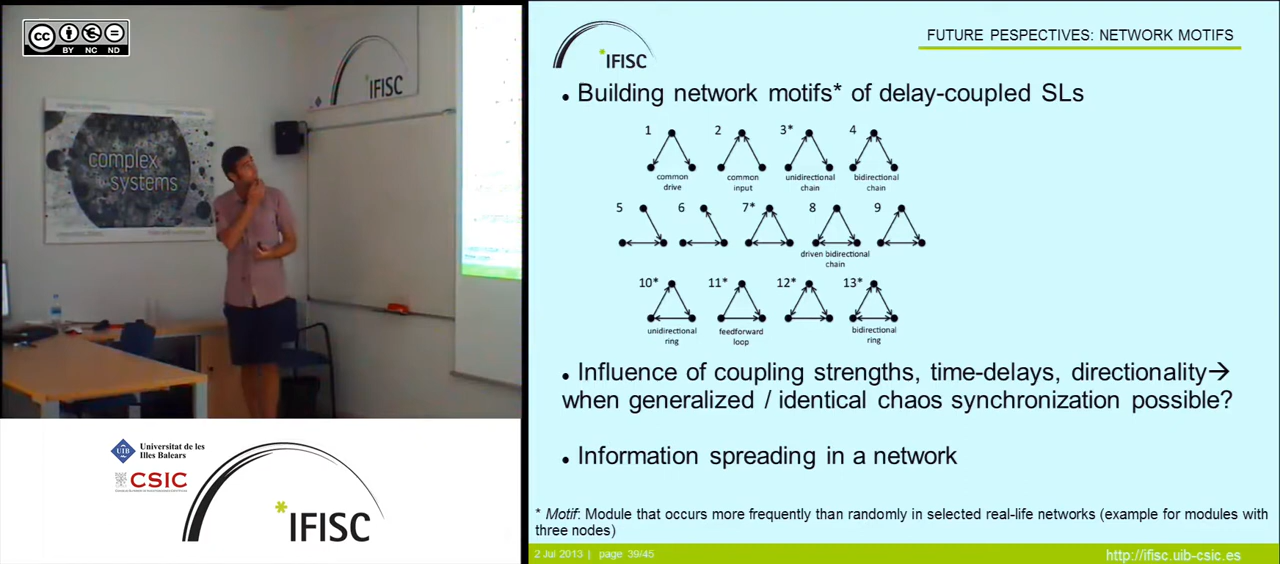 cc
BY NC ND
IFISC
complex
systems
Universitat de les
Illes Balears
UIB
CSIC
*IFISC
*IFISC
FUTURE PESPECTIVES: NETWORK MOTIFS
• Building network motifs* of delay-coupled SLs
1 2 3* 4
common drive
common input
unidirectional chain
bidirectional chain
5 6 7* 8 9
driven bidirectional chain
10* 11* 12* 13*
unidirectional ring
feedforward loop
bidirectional ring
• Influence of coupling strengths, time-delays, directionality→
when generalized / identical chaos synchronization possible?
• Information spreading in a network
* Motif: Module that occurs more frequently than randomly in selected real-life networks (example for modules with
three nodes)
2 Jul 2013 | page 39/45
http://ifisc.uib-csic.es